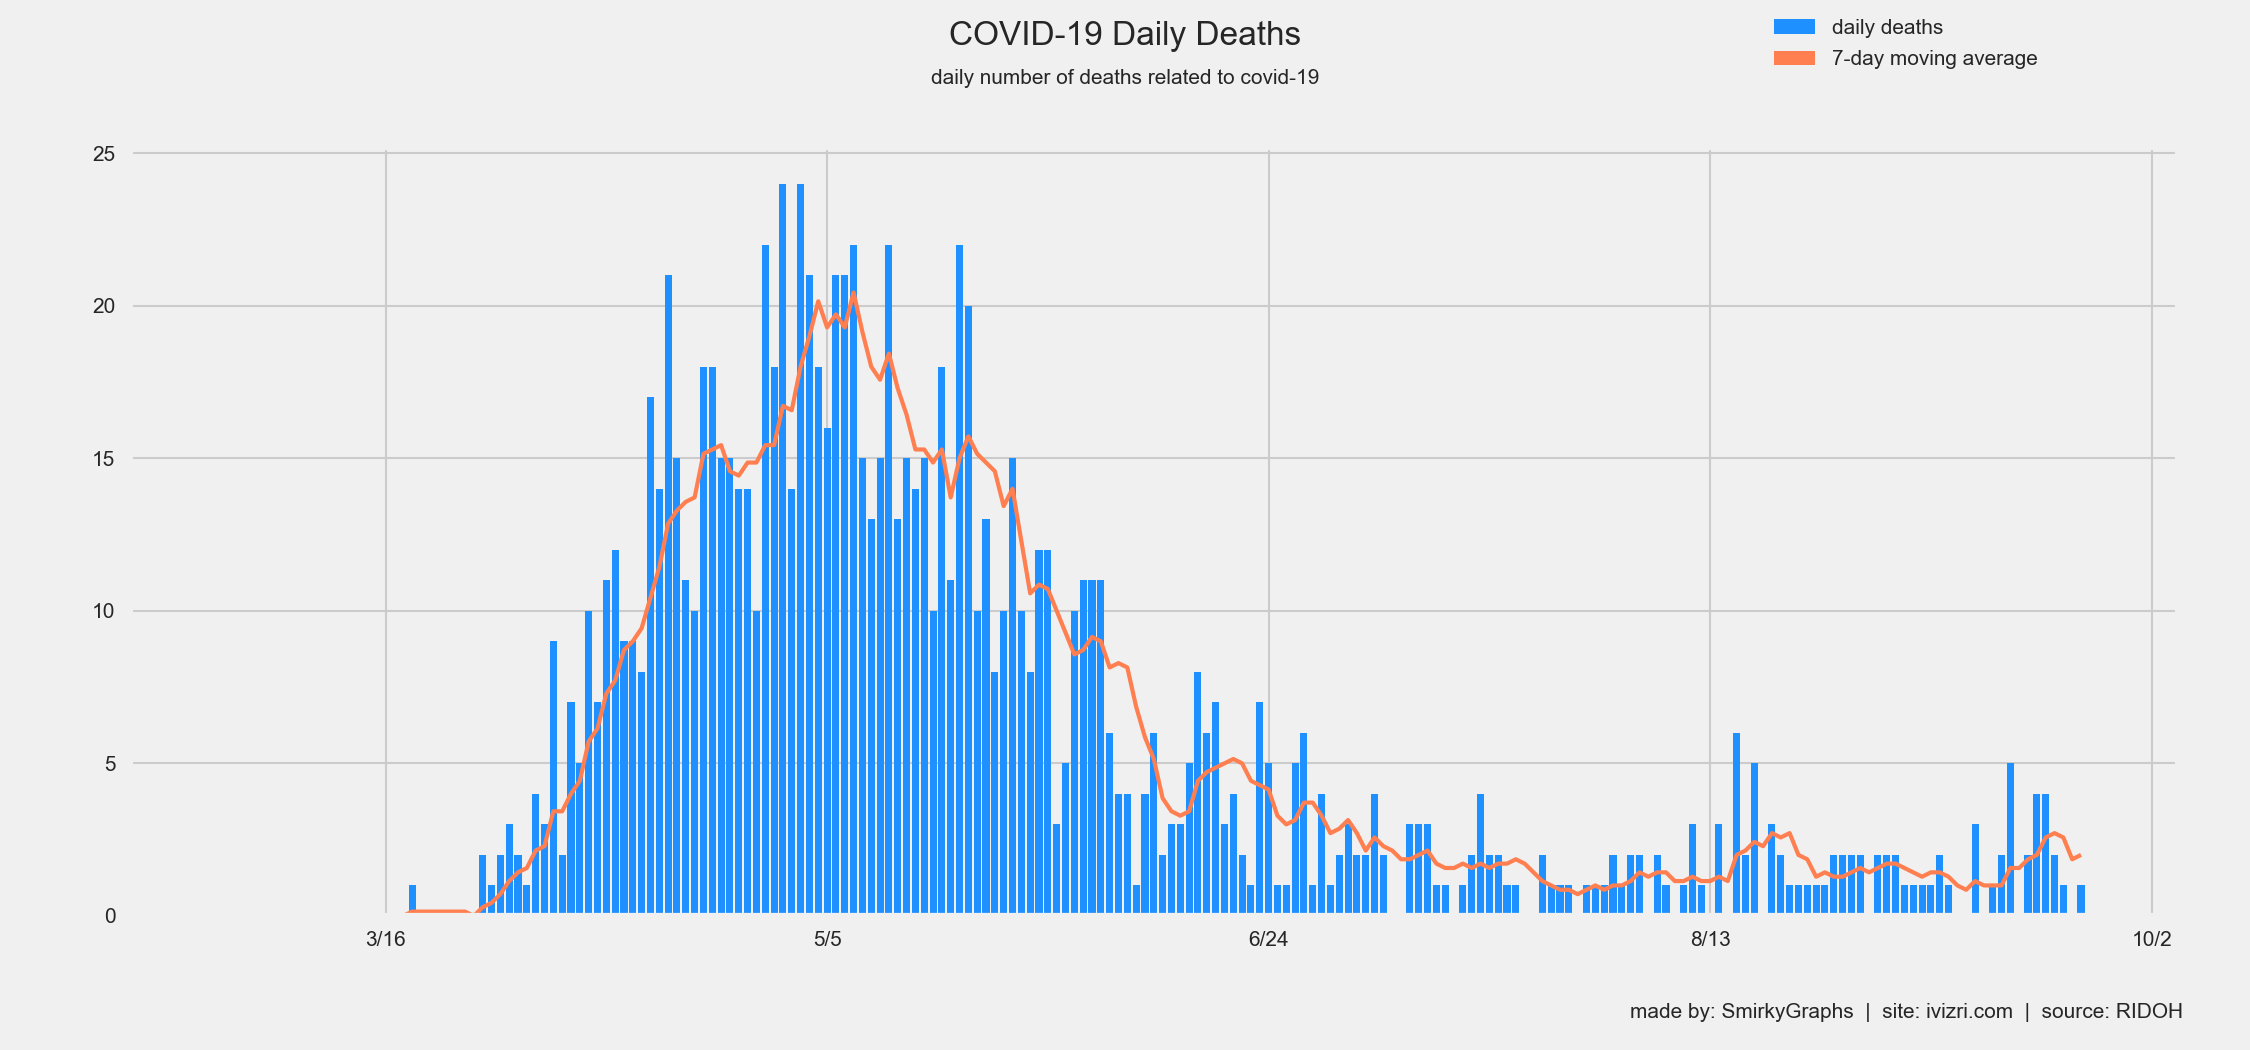 COVID-19 Daily Deaths
daily number of deaths related to covid-19
daily deaths
7-day moving average
25
20
15
10
5
0
3/16 5/5 6/24 8/13 10/2
made by: SmirkyGraphs | site: ivizri.com | source: RIDOH